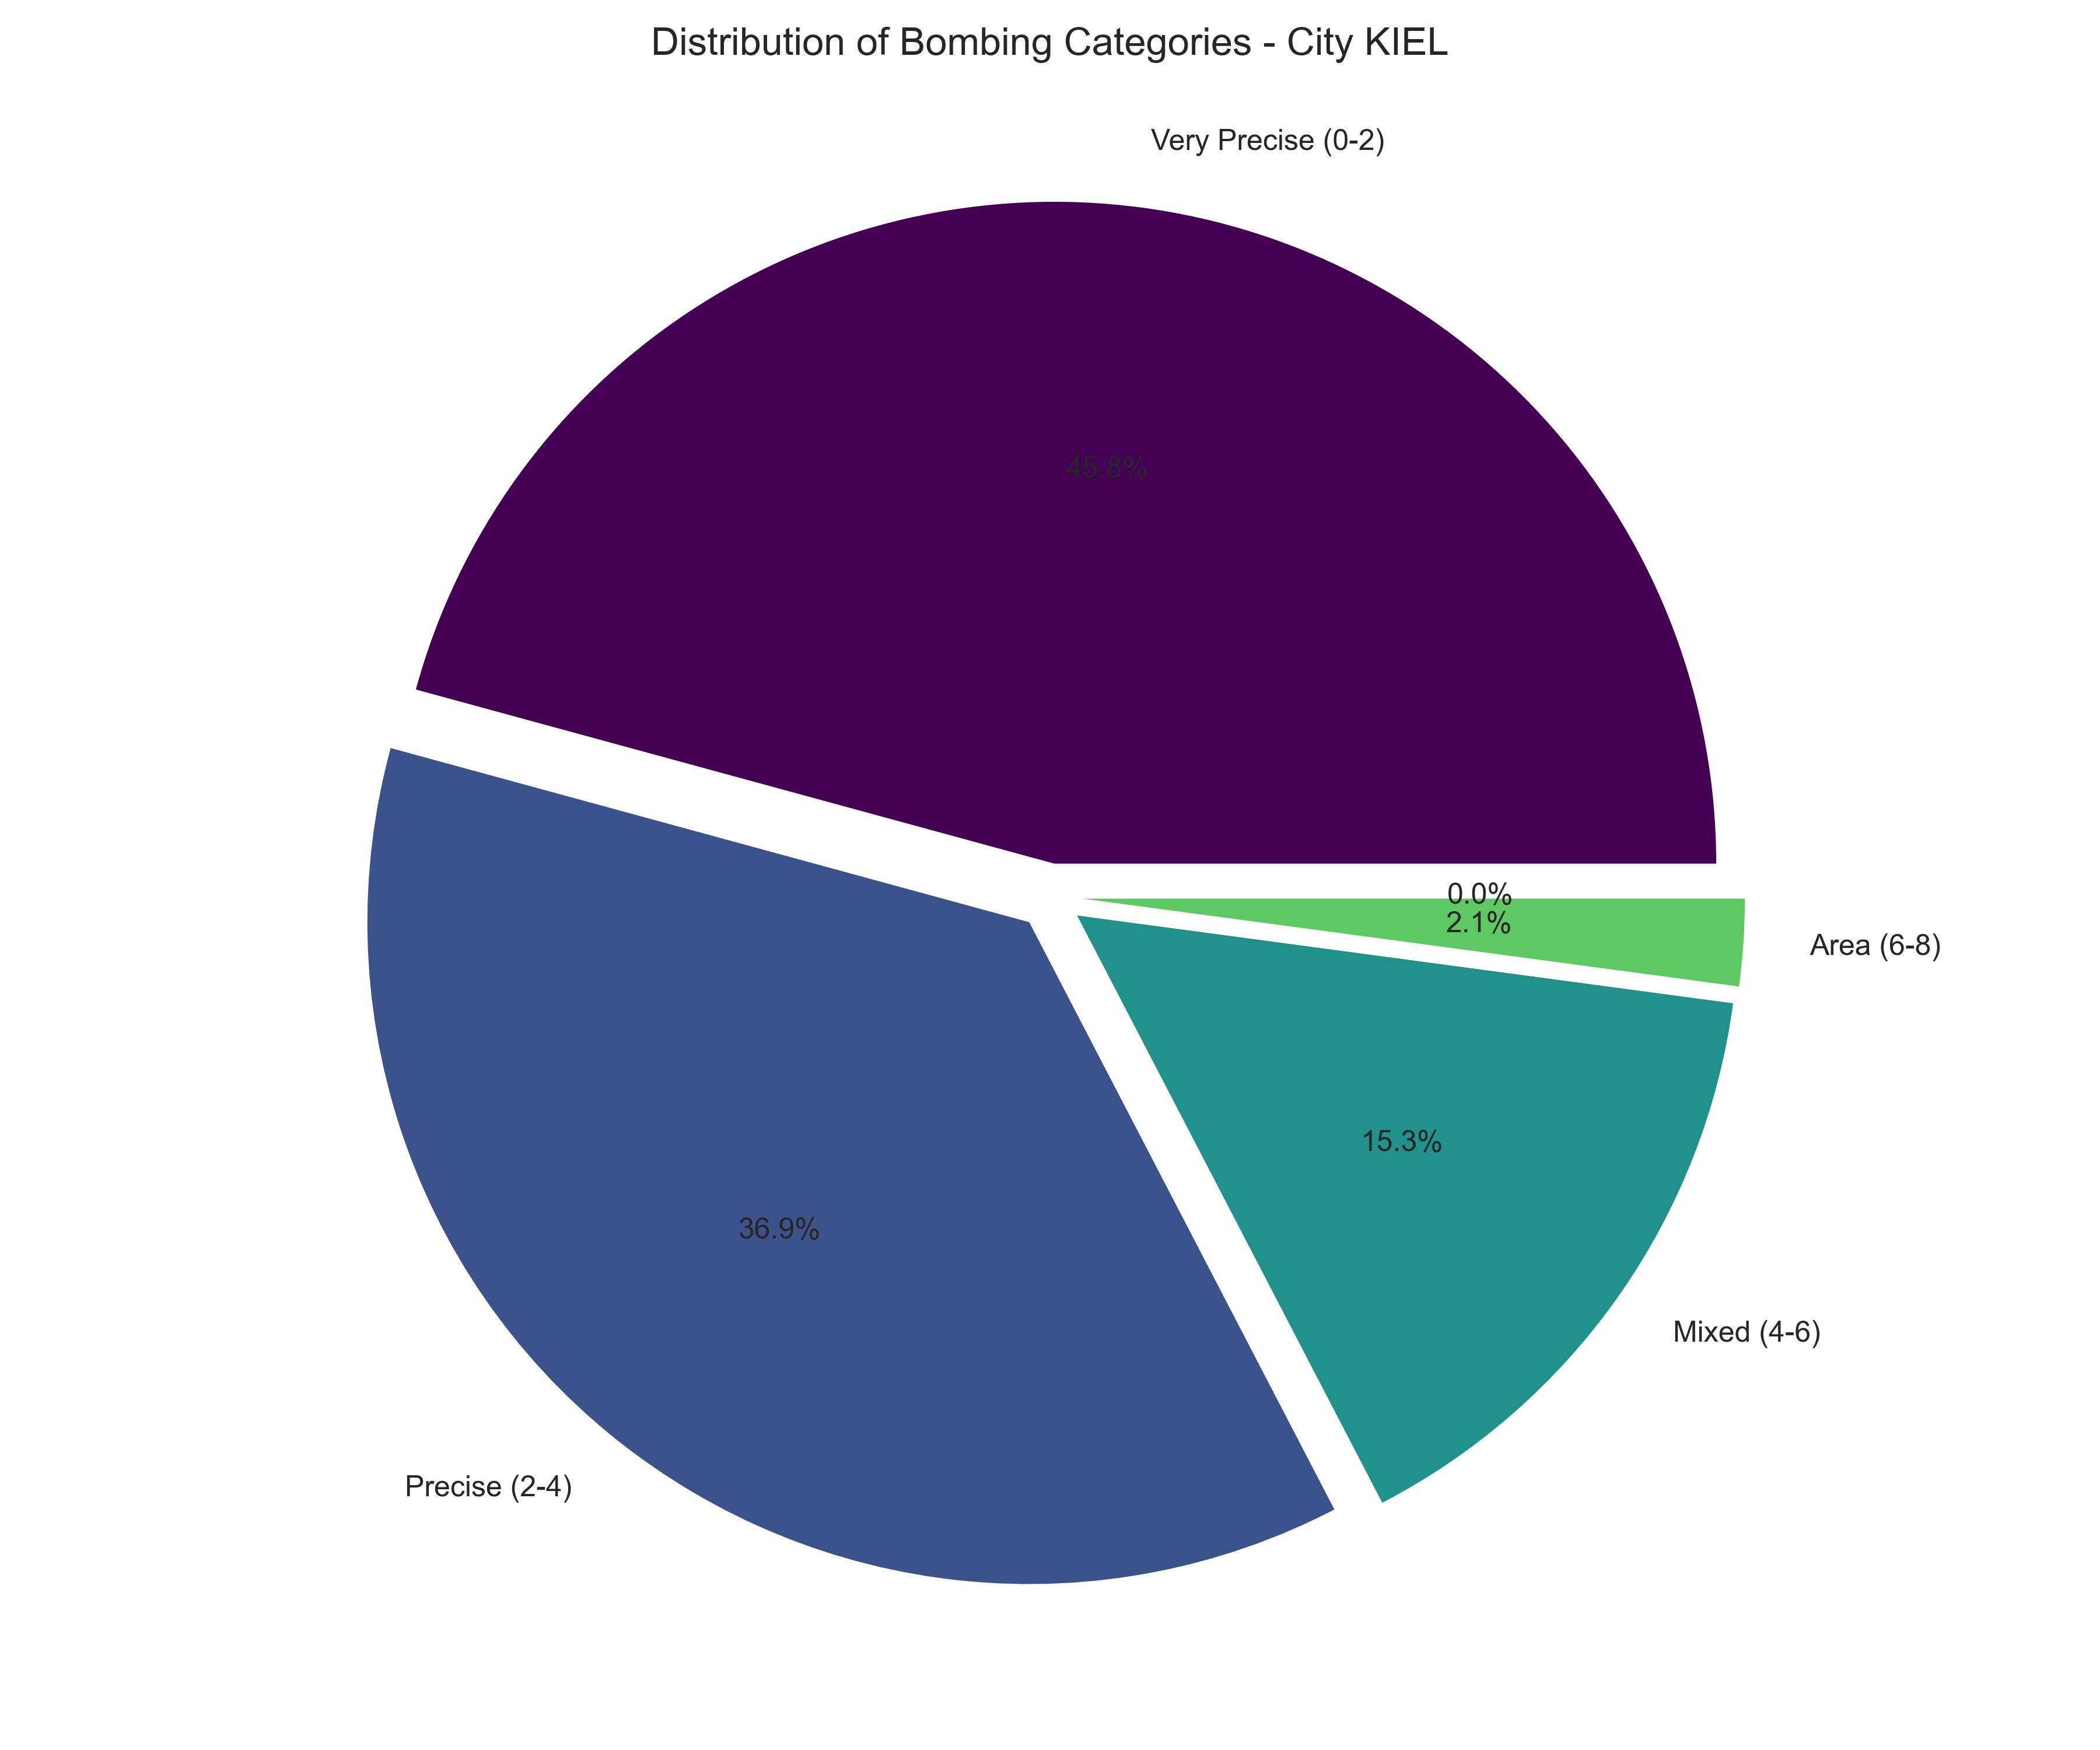 Distribution of Bombing Categories - City KIEL
Very Precise (0-2)
45.8%
0.0%
2.1%
Area (6-8)
15.3%
36.9%
Mixed (4-6)
Precise (2-4)